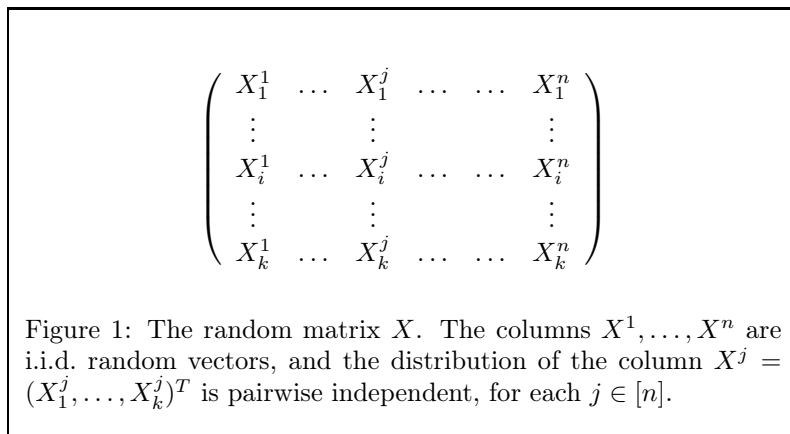 X_1^1 … X_1^j … … X_1^n
⋮ ⋮ ⋮
X_i^1 … X_i^j … … X_i^n
⋮ ⋮ ⋮
X_k^1 … X_k^j … … X_k^n
Figure 1: The random matrix X. The columns X^1, . . . , X^n are
i.i.d. random vectors, and the distribution of the column X^j =
(X_1^j, . . . , X_k^j)^T is pairwise independent, for each j ∈ [n].